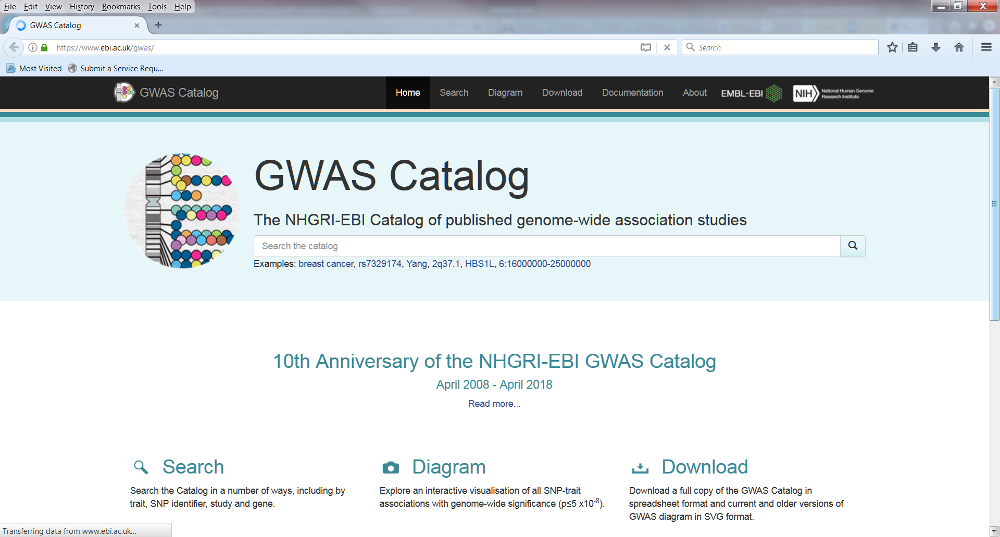 File Edit View History Bookmarks Tools Help
GWAS Catalog
https://www.ebi.ac.uk/gwas/
Search
Most Visited Submit a Service Requ...
GWAS Catalog Home Search Diagram Download Documentation About EMBL-EBI NIH National Human Genome Research Institute
GWAS Catalog
The NHGRI-EBI Catalog of published genome-wide association studies
Search the catalog
Examples: breast cancer, rs7329174, Yang, 2q37.1, HBS1L, 6:16000000-25000000
10th Anniversary of the NHGRI-EBI GWAS Catalog
April 2008 - April 2018
Read more...
Search
Search the Catalog in a number of ways, including by
trait, SNP identifier, study and gene.
Diagram
Explore an interactive visualisation of all SNP-trait
associations with genome-wide significance (p≤5 x10-8).
Download
Download a full copy of the GWAS Catalog in
spreadsheet format and current and older versions of
GWAS diagram in SVG format.
Transferring data from www.ebi.ac.uk...